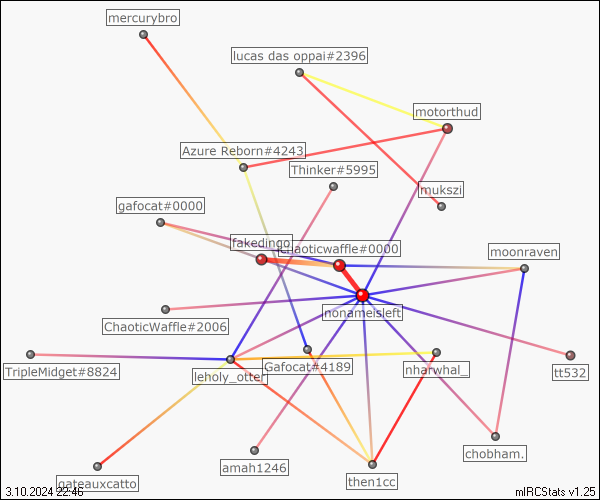 mercurybro
lucas das oppai#2396
motorthud
Azure Reborn#4243
Thinker#5995
mukszi
gafocat#0000
fakedingo
Chaoticwaffle#0000
moonraven
nonameisleft
ChaoticWaffle#2006
TripleMidget#8824
leholy_otter
Gafocat#4189
nharwhal_
tt532
chobham.
amah1246
then1cc
gateauxcatto
3.10.2024 22:46
mIRCStats v1.25